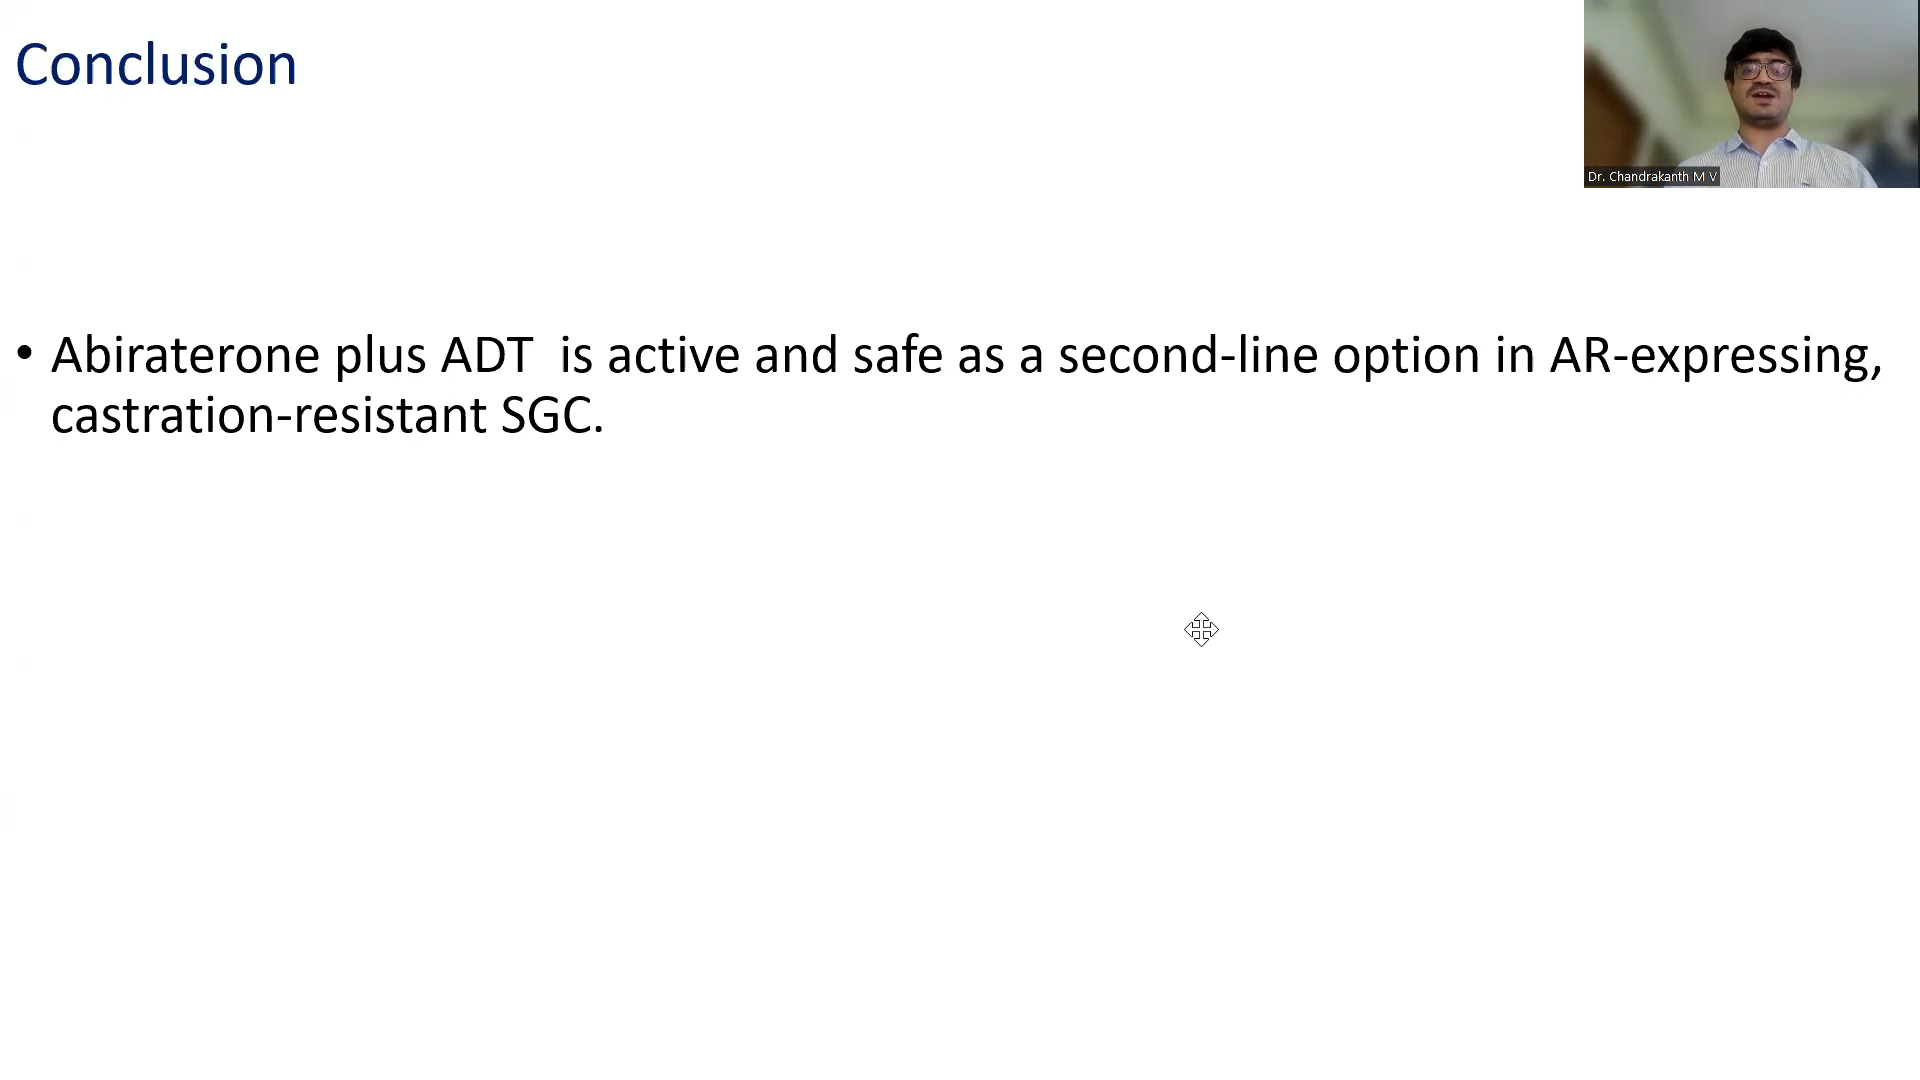 Conclusion
Dr. Chandrakanth M V
• Abiraterone plus ADT  is active and safe as a second-line option in AR-expressing,
castration-resistant SGC.